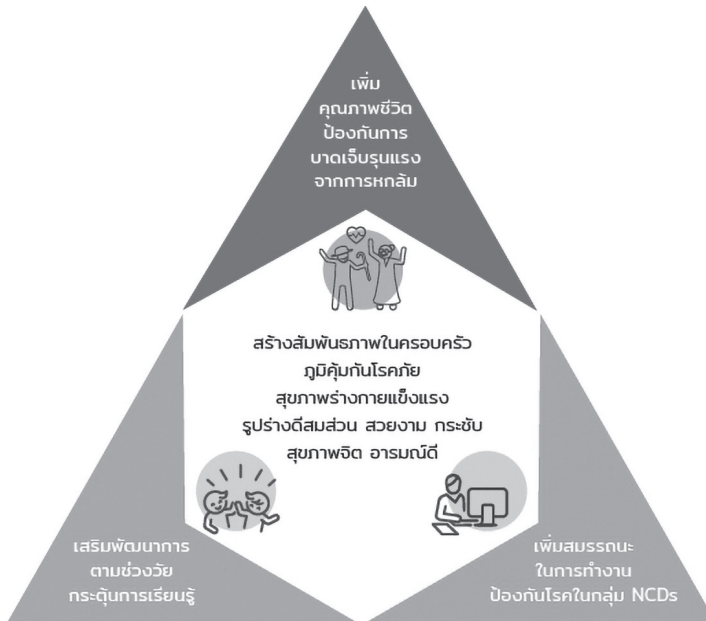 เพิ่ม
คุณภาพชีวิต
ป้องกันการ
บาดเจ็บรุนแรง
จากการหกล้ม
สร้างสัมพันธภาพในครอบครัว
ภูมิคุ้มกันโรคภัย
สุขภาพร่างกายแข็งแรง
รูปร่างดีสมส่วน สวยงาม กระชับ
สุขภาพจิต อารมณ์ดี
เสริมพัฒนาการ
ตามช่วงวัย
กระตุ้นการเรียนรู้
เพิ่มสมรรถนะ
ในการทำงาน
ป้องกันโรคในกลุ่ม NCDs